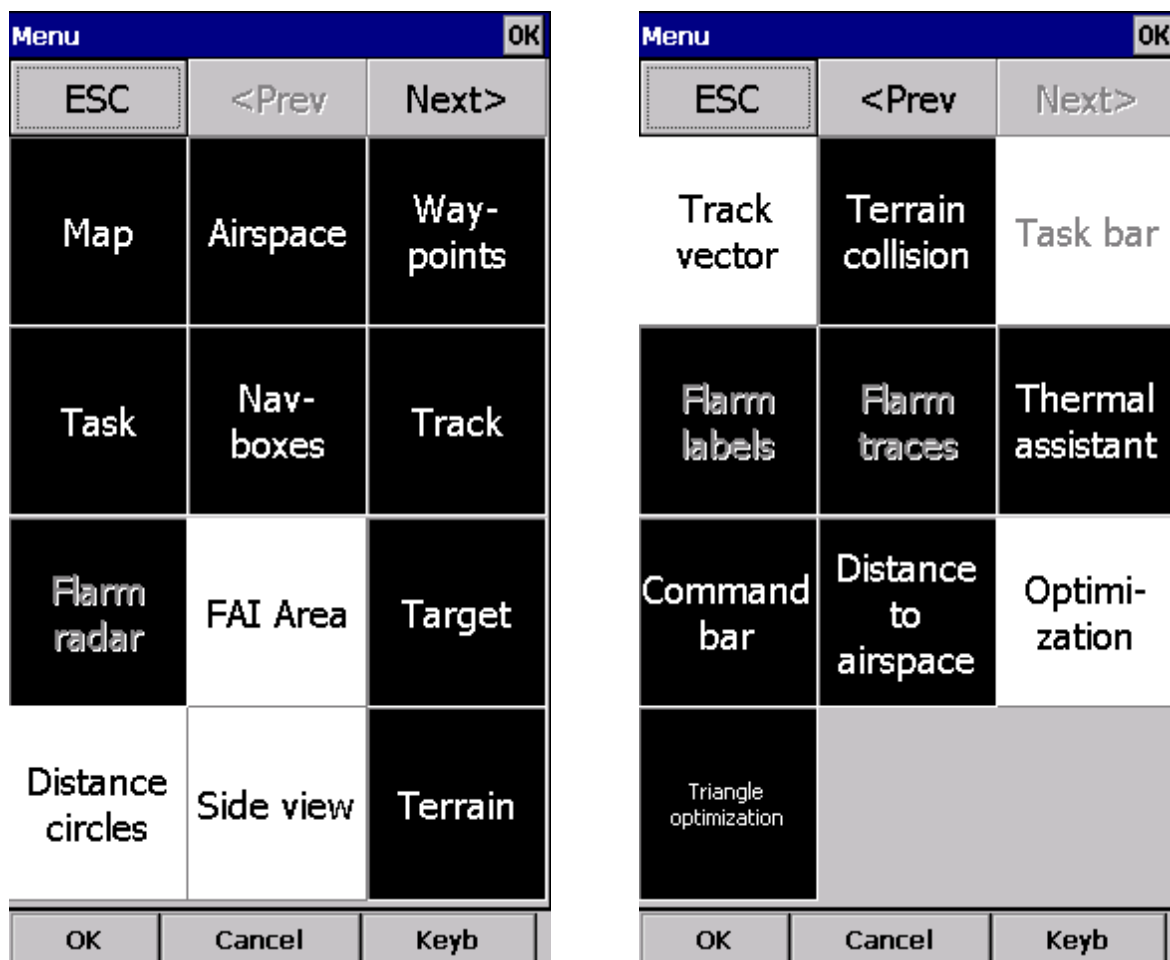 Menu OK
ESC <Prev Next>
Map
Airspace
Way-
points
Task
Nav-
boxes
Track
Flarm
radar
FAI Area
Target
Distance
circles
Side view
Terrain
OK Cancel Keyb
Menu OK
ESC <Prev Next>
Track
vector
Terrain
collision
Task bar
Flarm
labels
Flarm
traces
Thermal
assistant
Command
bar
Distance
to
airspace
Optimi-
zation
Triangle
optimization
OK Cancel Keyb